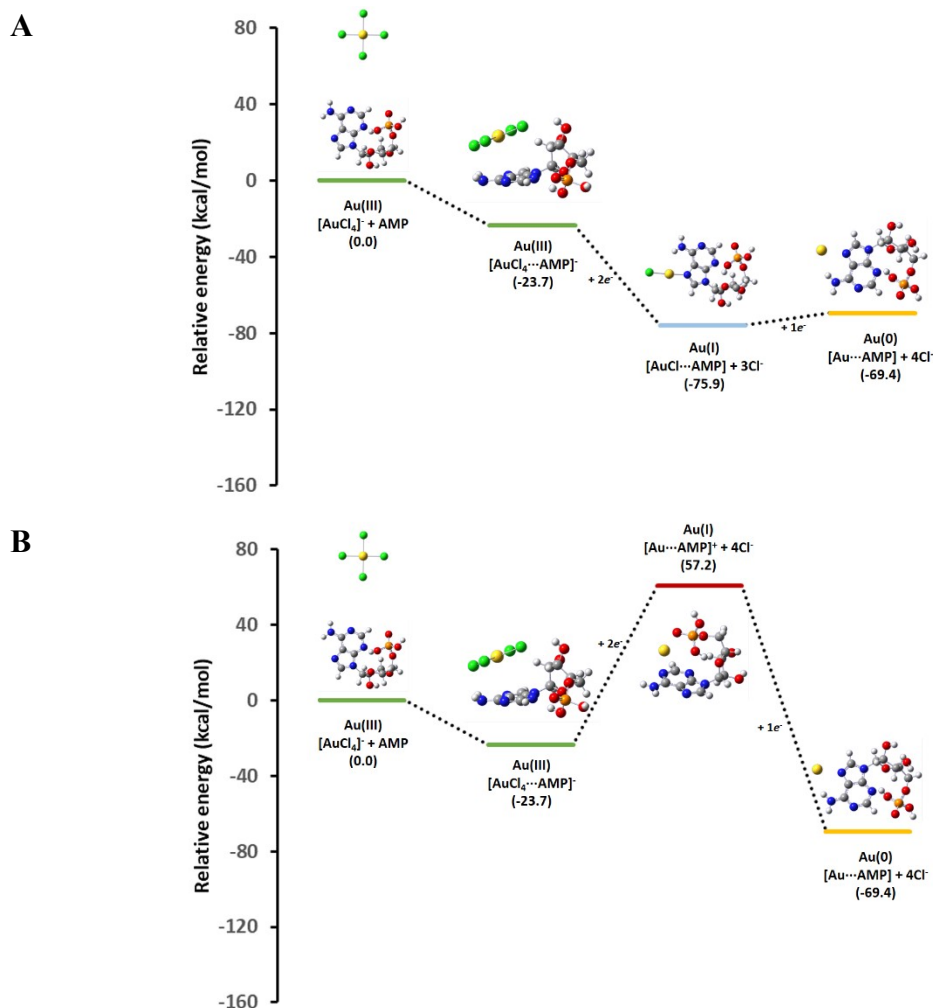 A
Relative energy (kcal/mol)
80
40
0
-40
-80
-120
-160
Au(III)
[AuCl₄]⁻ + AMP
(0.0)
Au(III)
[AuCl₄···AMP]⁻
(-23.7)
+ 2e⁻
Au(I)
[AuCl···AMP] + 3Cl⁻
(-75.9)
+ 1e⁻
Au(0)
[Au···AMP] + 4Cl⁻
(-69.4)
B
Relative energy (kcal/mol)
80
40
0
-40
-80
-120
-160
Au(III)
[AuCl₄]⁻ + AMP
(0.0)
Au(III)
[AuCl₄···AMP]⁻
(-23.7)
+ 2e⁻
Au(I)
[Au···AMP]⁺ + 4Cl⁻
(57.2)
+ 1e⁻
Au(0)
[Au···AMP] + 4Cl⁻
(-69.4)